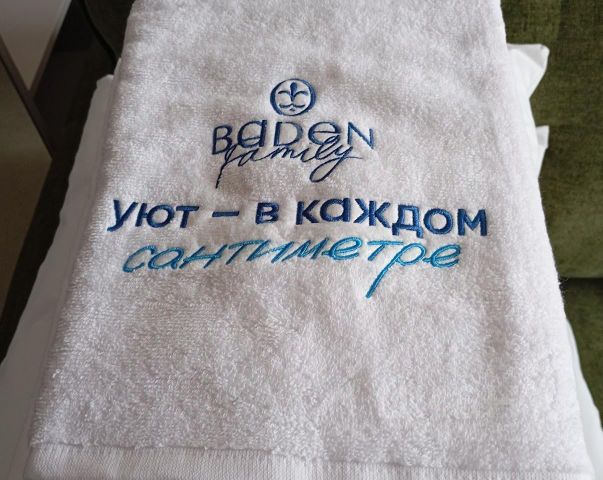 BaDeN
family
уют – в каждом
сантиметре